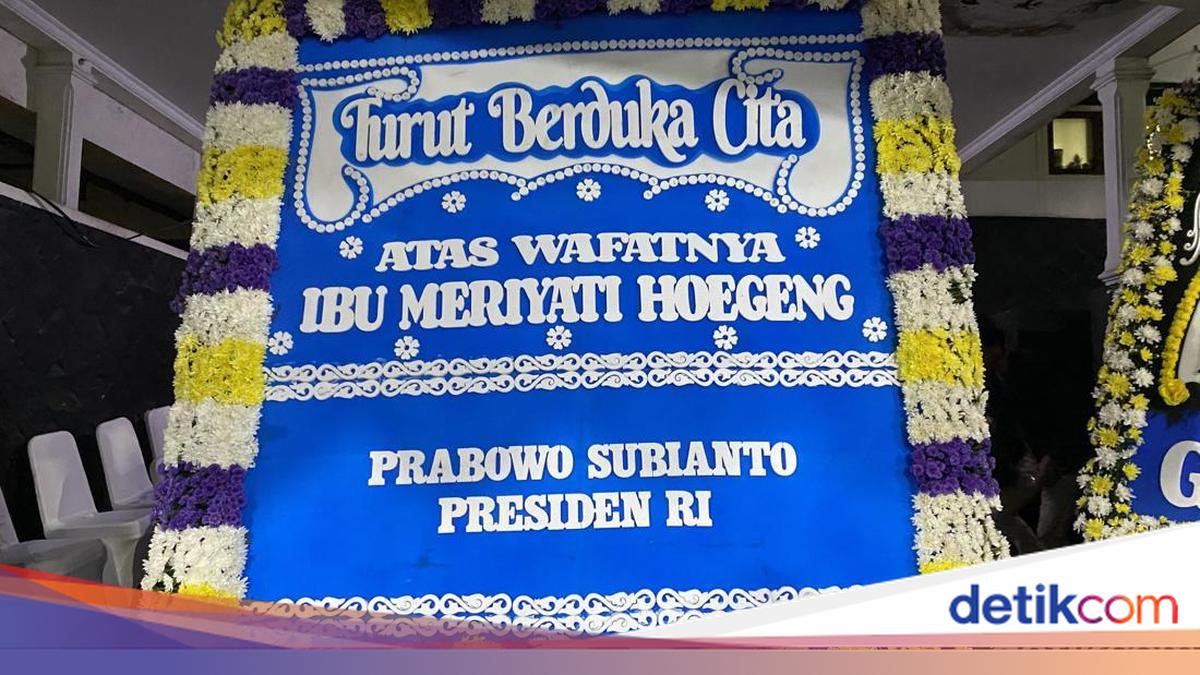 Turut Berduka Cita
ATAS WAFATNYA
IBU MERIYATI HOEGENG
PRABOWO SUBIANTO
PRESIDEN RI
G
detikcom